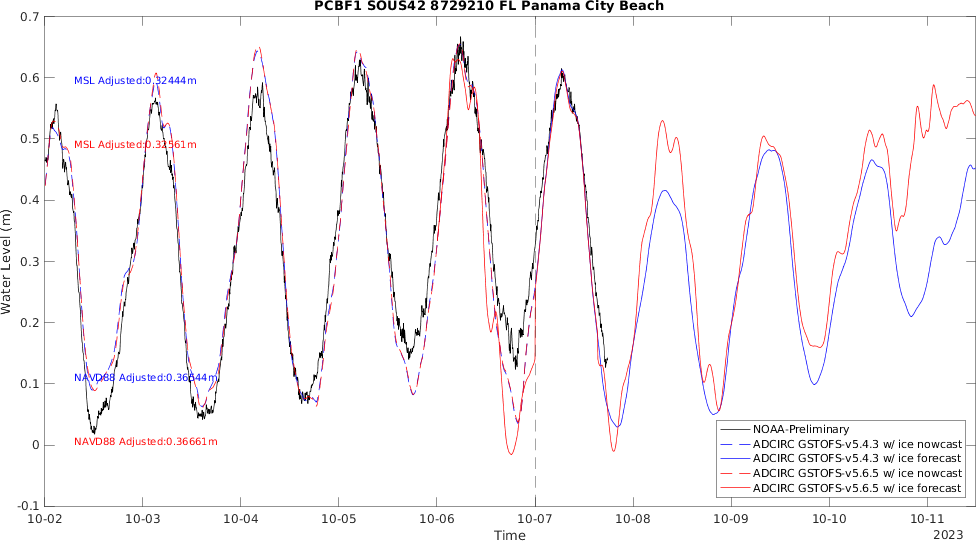 PCBF1 SOUS42 8729210 FL Panama City Beach
0.7
0.6
0.5
0.4
0.3
0.2
0.1
0
-0.1
Water Level (m)
MSL Adjusted:0.32444m
MSL Adjusted:0.32561m
NAVD88 Adjusted:0.36544m
NAVD88 Adjusted:0.36661m
NOAA-Preliminary
ADCIRC GSTOFS-v5.4.3 w/ ice nowcast
ADCIRC GSTOFS-v5.4.3 w/ ice forecast
ADCIRC GSTOFS-v5.6.5 w/ ice nowcast
ADCIRC GSTOFS-v5.6.5 w/ ice forecast
10-02 10-03 10-04 10-05 10-06 10-07 10-08 10-09 10-10 10-11
Time
2023